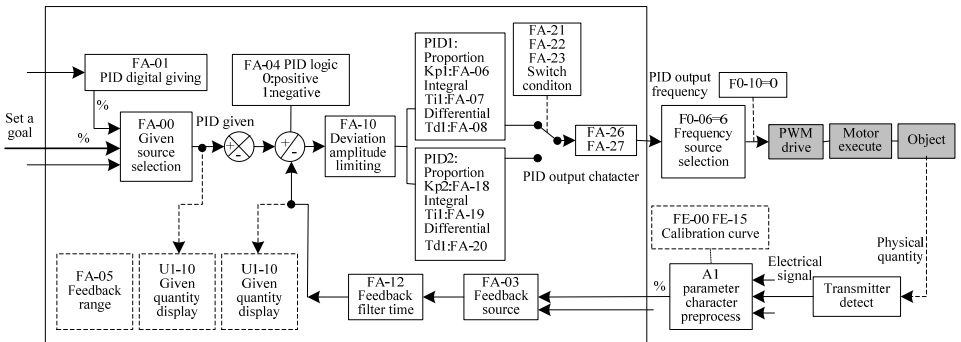 FA-01
PID digital giving
%
Set a
goal
%
FA-00
Given
source
selection
PID given
+
-
FA-04 PID logic
0:positive
1:negative
+
-
FA-10
Deviation
amplitude
limiting
PID1:
Proportion
Kp1:FA-06
Integral
Ti1:FA-07
Differential
Td1:FA-08
PID2:
Proportion
Kp2:FA-18
Integral
Ti1:FA-19
Differential
Td1:FA-20
FA-21
FA-22
FA-23
Switch
conditon
PID output chatacter
FA-26
FA-27
PID output
frequency
F0-10=0
F0-06=6
Frequency
source
selection
PWM
drive
Motor
execute
Object
FA-05
Feedback
range
U1-10
Given
quantity
display
U1-10
Given
quantity
display
FA-12
Feedback
filter time
FA-03
Feedback
source
%
FE-00 FE-15
Calibration curve
A1
parameter
character
preprocess
Electrical
signal
Transmitter
detect
Physical
quantity